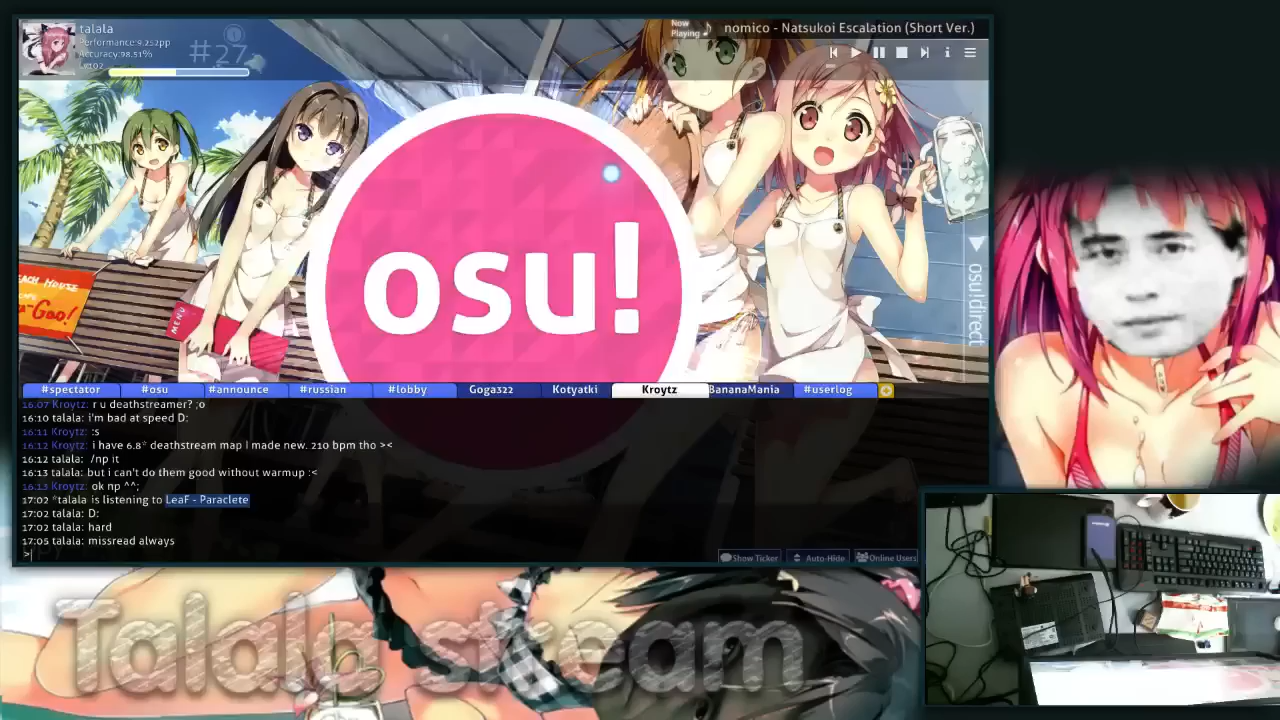 talala
Performance:9,252pp
Accuracy:98.51%
Lv102
#27
Now Playing
nomico - Natsukoi Escalation (Short Ver.)
osu!
osu!direct
MENU
#spectator
#osu
#announce
#russian
#lobby
Goga322
Kotyatki
Kroytz
BananaMania
#userlog
16:07 Kroytz: r u deathstreamer? ;o
16:10 talala: i'm bad at speed D:
16:11 Kroytz: :s
16:12 Kroytz: i have 6.8* deathstream map I made new. 210 bpm tho ><
16:12 talala: /np it
16:13 talala: but i can't do them good without warmup :<
16:13 Kroytz: ok np ^^;
17:02 *talala is listening to LeaF - Paraclete
17:02 talala: D:
17:02 talala: hard
17:05 talala: missread always
>|
Show Ticker
Auto-Hide
Online Users
Talala stream